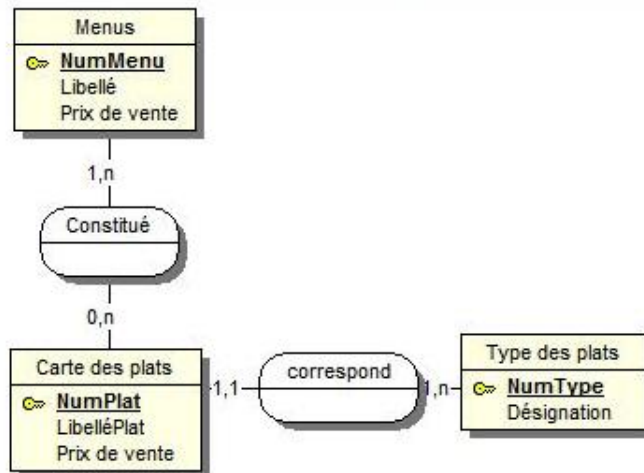 Menus
NumMenu
Libellé
Prix de vente
1,n
Constitué
0,n
Carte des plats
NumPlat
LibelléPlat
Prix de vente
1,1
correspond
1,n
Type des plats
NumType
Désignation